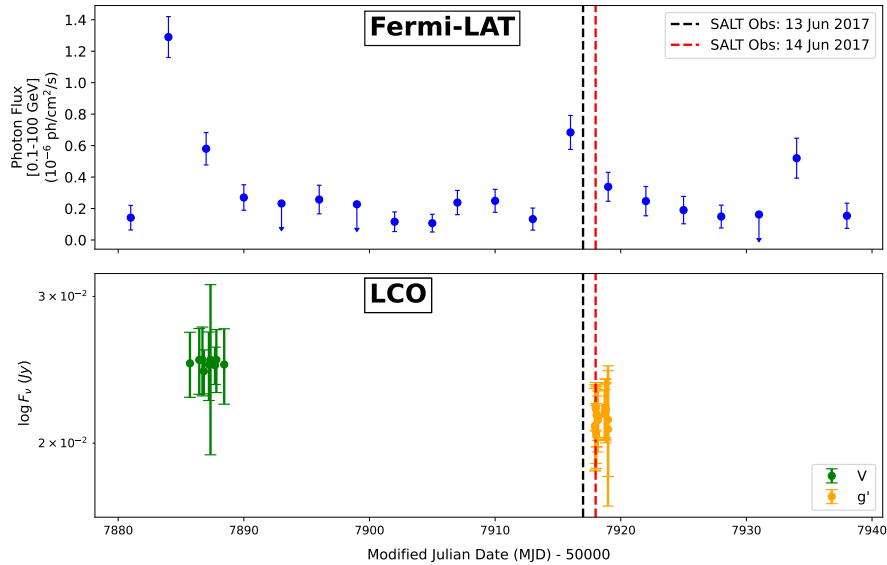 Fermi-LAT
SALT Obs: 13 Jun 2017
SALT Obs: 14 Jun 2017
Photon Flux
[0.1-100 GeV]
(10⁻⁶ ph/cm²/s)
1.4
1.2
1.0
0.8
0.6
0.4
0.2
0.0
LCO
log Fᵥ (Jy)
3 × 10⁻²
2 × 10⁻²
V
g'
7880
7890
7900
7910
7920
7930
7940
Modified Julian Date (MJD) - 50000